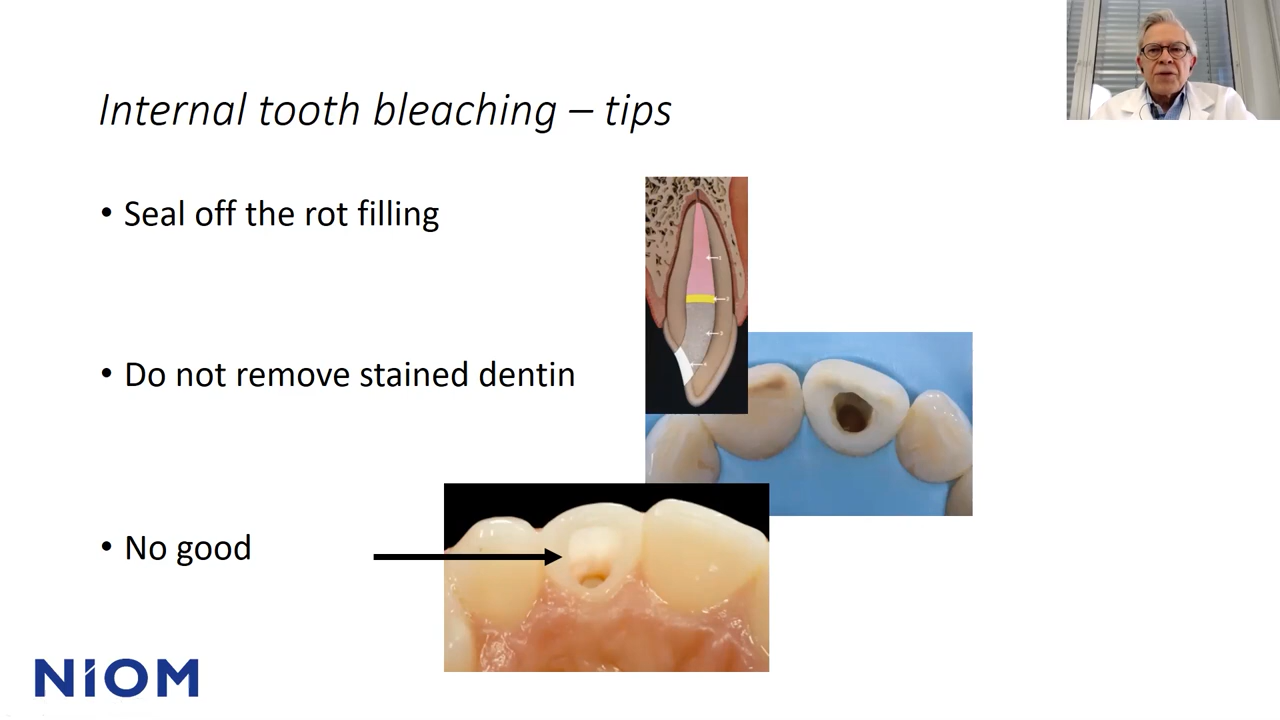 Internal tooth bleaching – tips
• Seal off the rot filling
• Do not remove stained dentin
• No good
NIOM